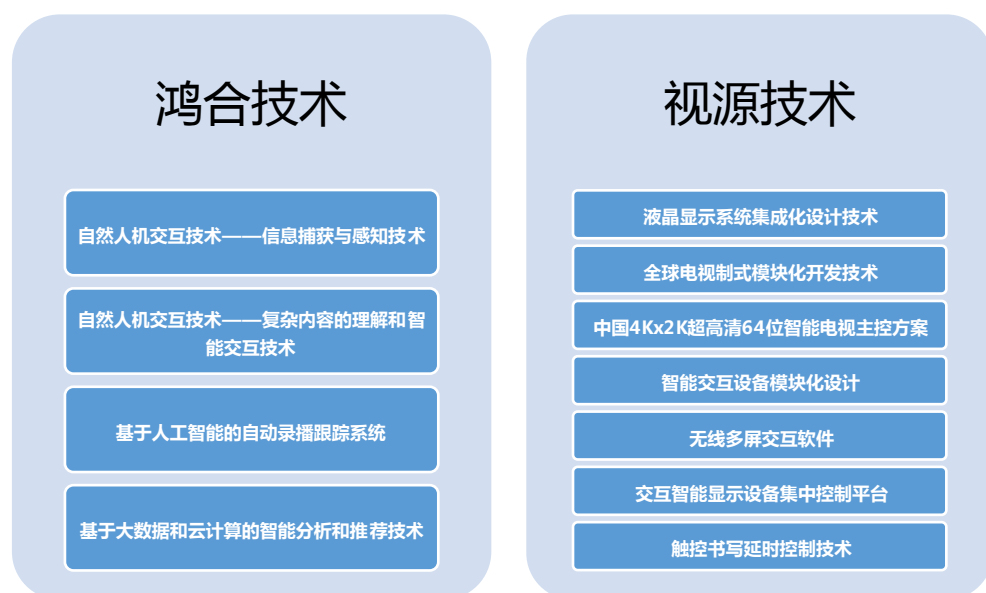 鸿合技术
自然人机交互技术——信息捕获与感知技术
自然人机交互技术——复杂内容的理解和智
能交互技术
基于人工智能的自动录播跟踪系统
基于大数据和云计算的智能分析和推荐技术
视源技术
液晶显示系统集成化设计技术
全球电视制式模块化开发技术
中国4Kx2K超高清64位智能电视主控方案
智能交互设备模块化设计
无线多屏交互软件
交互智能显示设备集中控制平台
触控书写延时控制技术